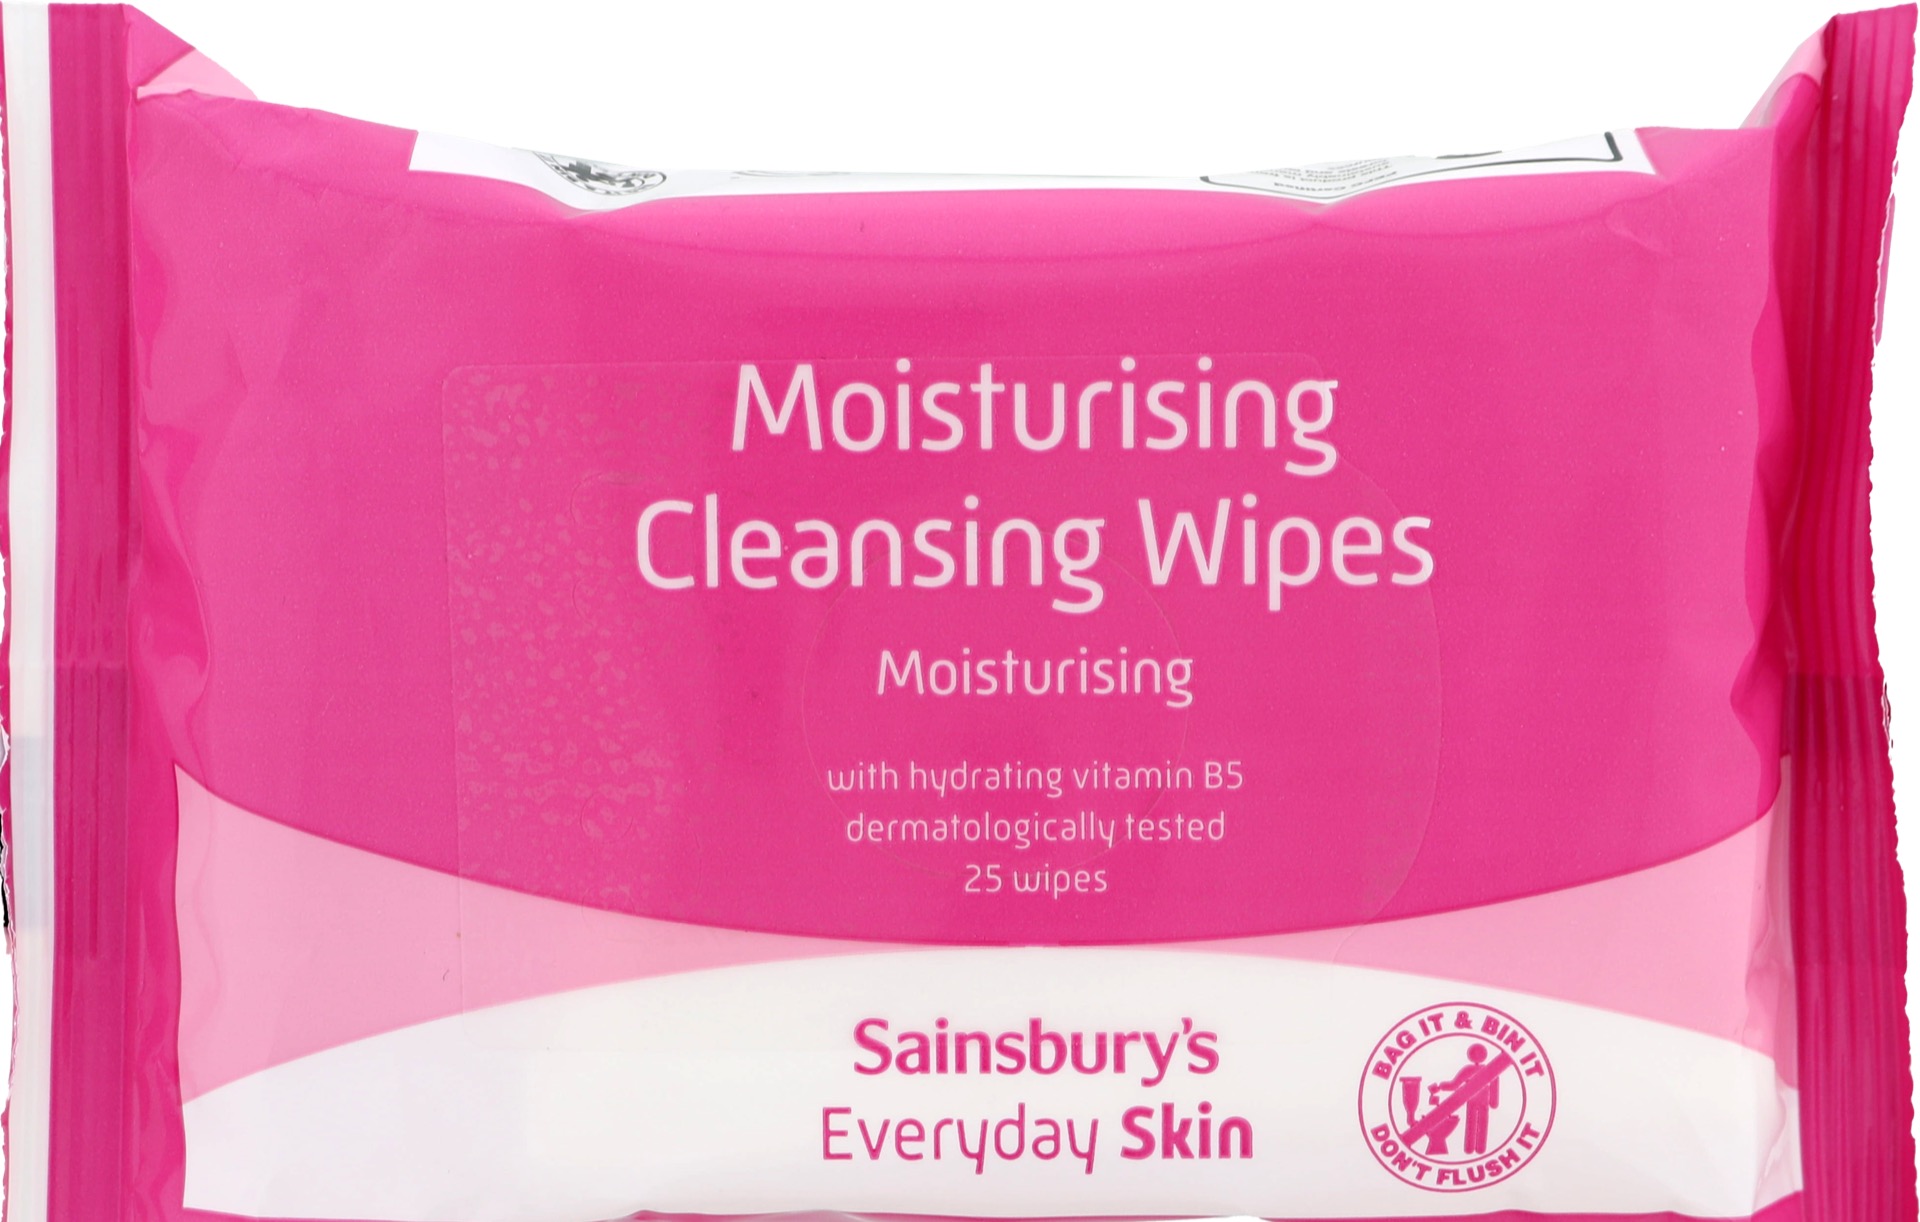 Moisturising
Cleansing Wipes
Moisturising
with hydrating vitamin B5
dermatologically tested
25 wipes
Sainsbury's
Everyday Skin
BAG IT & BIN IT
DON'T FLUSH IT